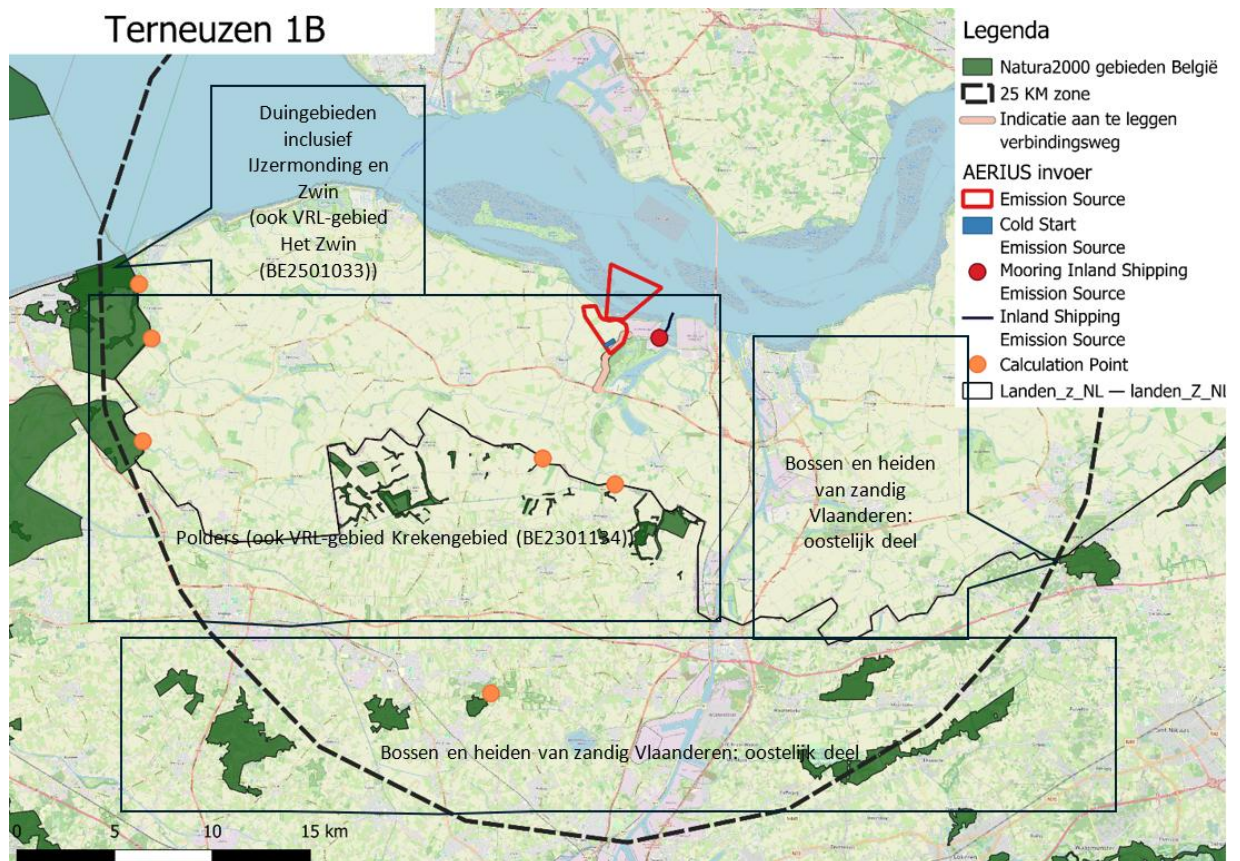 Terneuzen 1B
Legenda
Natura2000 gebieden België
25 KM zone
Indicatie aan te leggen
verbindingsweg
AERIUS invoer
Emission Source
Cold Start
Emission Source
Mooring Inland Shipping
Emission Source
Inland Shipping
Emission Source
Calculation Point
Landen_z_NL — landen_Z_NL
Duingebieden
inclusief
IJzermonding en
Zwin
(ook VRL-gebied
Het Zwin
(BE2501033))
Bossen en heiden
van zandig
Vlaanderen:
oostelijk deel
Polders (ook VRL-gebied Krekengebied (BE2301134))
Bossen en heiden van zandig Vlaanderen: oostelijk deel
0 5 10 15 km